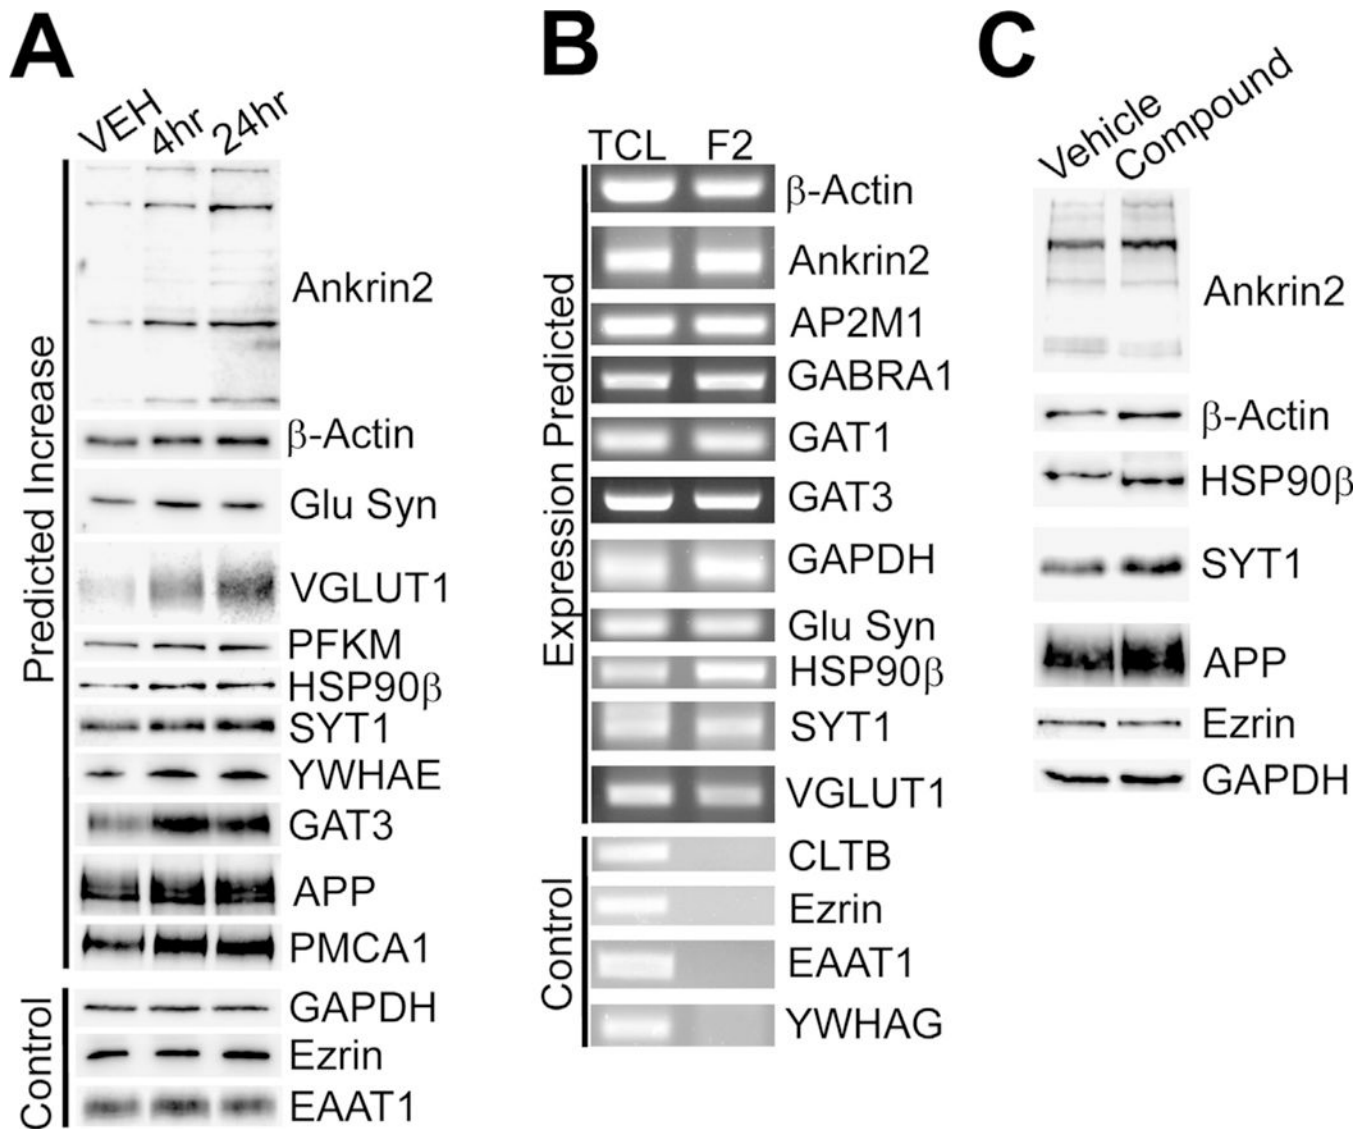 A
VEH 4hr 24hr
Predicted Increase
Ankrin2
β-Actin
Glu Syn
VGLUT1
PFKM
HSP90β
SYT1
YWHAE
GAT3
APP
PMCA1
Control
GAPDH
Ezrin
EAAT1
B
TCL F2
Expression Predicted
β-Actin
Ankrin2
AP2M1
GABRA1
GAT1
GAT3
GAPDH
Glu Syn
HSP90β
SYT1
VGLUT1
Control
CLTB
Ezrin
EAAT1
YWHAG
C
Vehicle Compound
Ankrin2
β-Actin
HSP90β
SYT1
APP
Ezrin
GAPDH